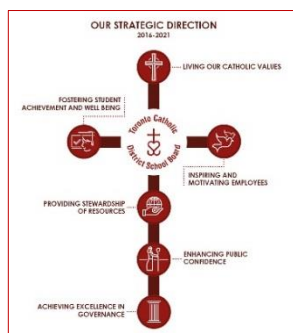 OUR STRATEGIC DIRECTION
2016-2021
LIVING OUR CATHOLIC VALUES
FOSTERING STUDENT
ACHIEVEMENT AND WELL BEING
Toronto Catholic
District School Board
INSPIRING AND
MOTIVATING EMPLOYEES
PROVIDING STEWARDSHIP
OF RESOURCES
ENHANCING PUBLIC
CONFIDENCE
ACHIEVING EXCELLENCE IN
GOVERNANCE